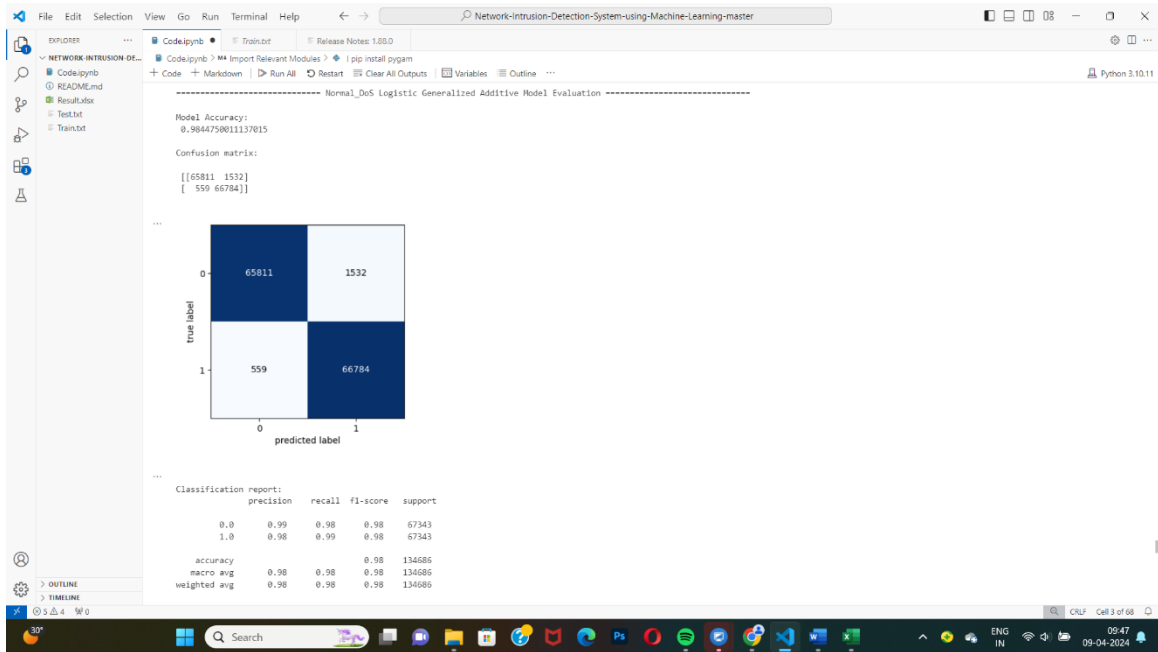 File Edit Selection View Go Run Terminal Help
Network-Intrusion-Detection-System-using-Machine-Learning-master
EXPLORER
Code.ipynb
Train.txt
Release Notes: 1.88.0
NETWORK-INTRUSION-DE...
Code.ipynb > M↓ Import Relevant Modules > ! pip install pygam
Code.ipynb
+ Code + Markdown | Run All Restart Clear All Outputs | Variables Outline ...
Python 3.10.11
README.md
Result.xlsx
Test.txt
Train.txt
------------------------------ Normal_DoS Logistic Generalized Additive Model Evaluation ------------------------------
Model Accuracy:
0.9844750011137015
Confusion matrix:
[[65811 1532]
[ 559 66784]]
...
0
65811 1532
true label
1
559 66784
0 1
predicted label
...
Classification report:
precision recall f1-score support
0.0 0.99 0.98 0.98 67343
1.0 0.98 0.99 0.98 67343
accuracy 0.98 134686
macro avg 0.98 0.98 0.98 134686
weighted avg 0.98 0.98 0.98 134686
OUTLINE
TIMELINE
5 4 0
CRLF Cell 3 of 68
30°
Search
Ps
ENG
IN
09:47
09-04-2024